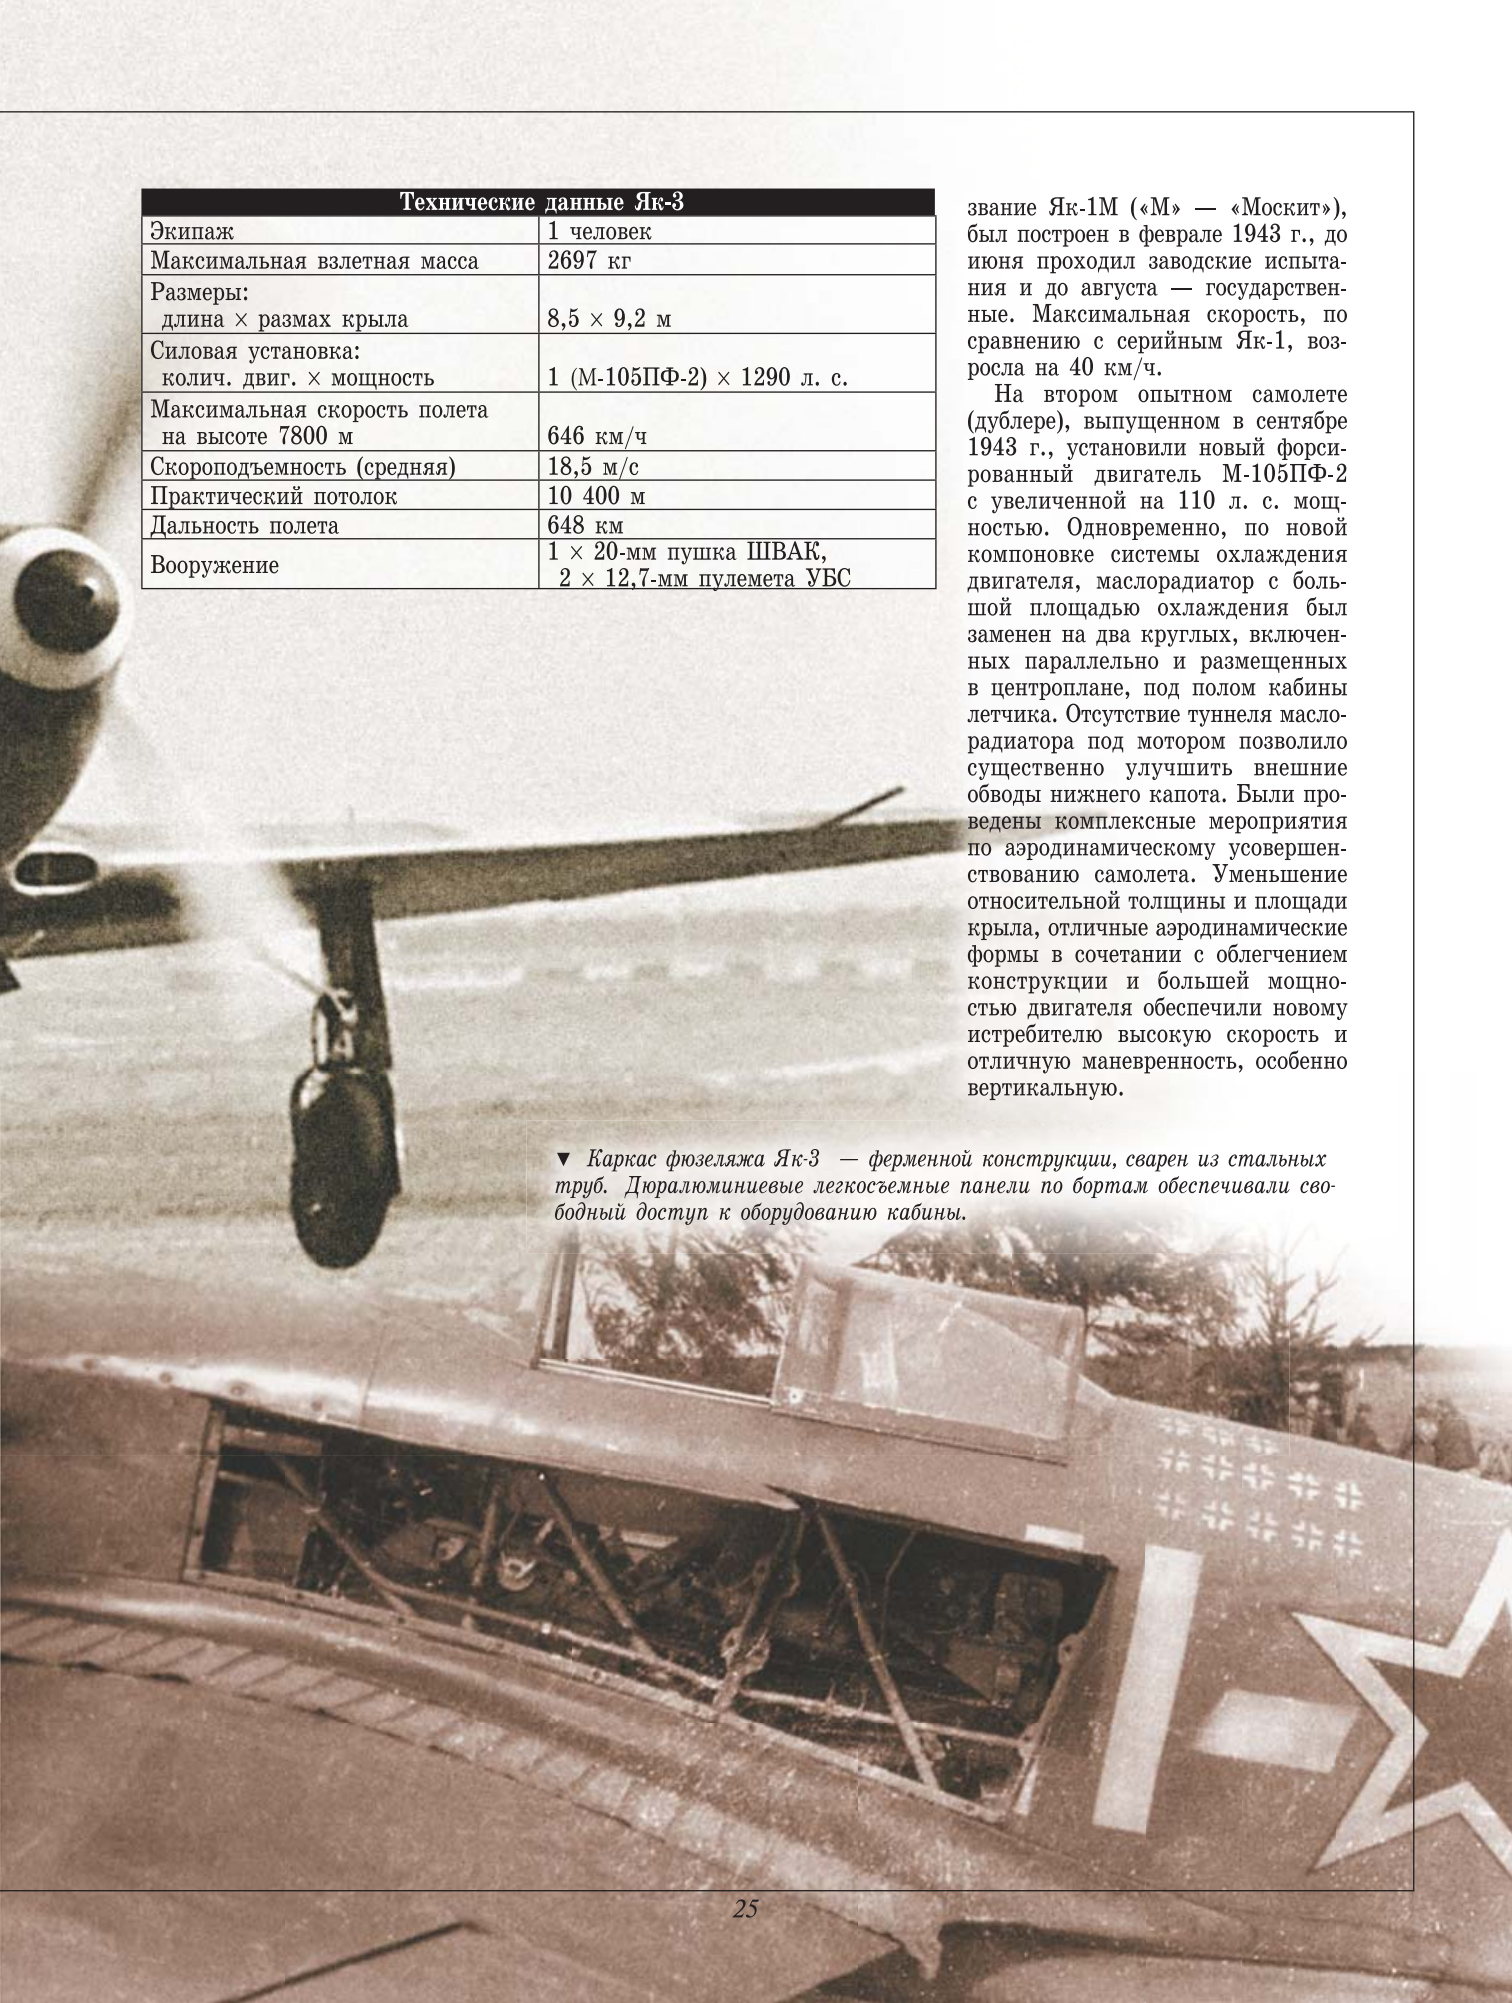 Технические данные Як-3
Экипаж 1 человек
Максимальная взлетная масса 2697 кг
Размеры:
длина × размах крыла 8,5 × 9,2 м
Силовая установка:
колич. двиг. × мощность 1 (М-105ПФ-2) × 1290 л. с.
Максимальная скорость полета
на высоте 7800 м 646 км/ч
Скороподъемность (средняя) 18,5 м/с
Практический потолок 10 400 м
Дальность полета 648 км
Вооружение 1 × 20-мм пушка ШВАК,
2 × 12,7-мм пулемета УБС
звание Як-1М («М» — «Москит»),
был построен в феврале 1943 г., до
июня проходил заводские испыта-
ния и до августа — государствен-
ные. Максимальная скорость, по
сравнению с серийным Як-1, воз-
росла на 40 км/ч.
На втором опытном самолете
(дублере), выпущенном в сентябре
1943 г., установили новый форси-
рованный двигатель М-105ПФ-2
с увеличенной на 110 л. с. мощ-
ностью. Одновременно, по новой
компоновке системы охлаждения
двигателя, маслорадиатор с боль-
шой площадью охлаждения был
заменен на два круглых, включен-
ных параллельно и размещенных
в центроплане, под полом кабины
летчика. Отсутствие туннеля масло-
радиатора под мотором позволило
существенно улучшить внешние
обводы нижнего капота. Были про-
ведены комплексные мероприятия
по аэродинамическому усовершен-
ствованию самолета. Уменьшение
относительной толщины и площади
крыла, отличные аэродинамические
формы в сочетании с облегчением
конструкции и большей мощно-
стью двигателя обеспечили новому
истребителю высокую скорость и
отличную маневренность, особенно
вертикальную.
▼ Каркас фюзеляжа Як-3 — ферменной конструкции, сварен из стальных
труб. Дюралюминиевые легкосъемные панели по бортам обеспечивали сво-
бодный доступ к оборудованию кабины.
25